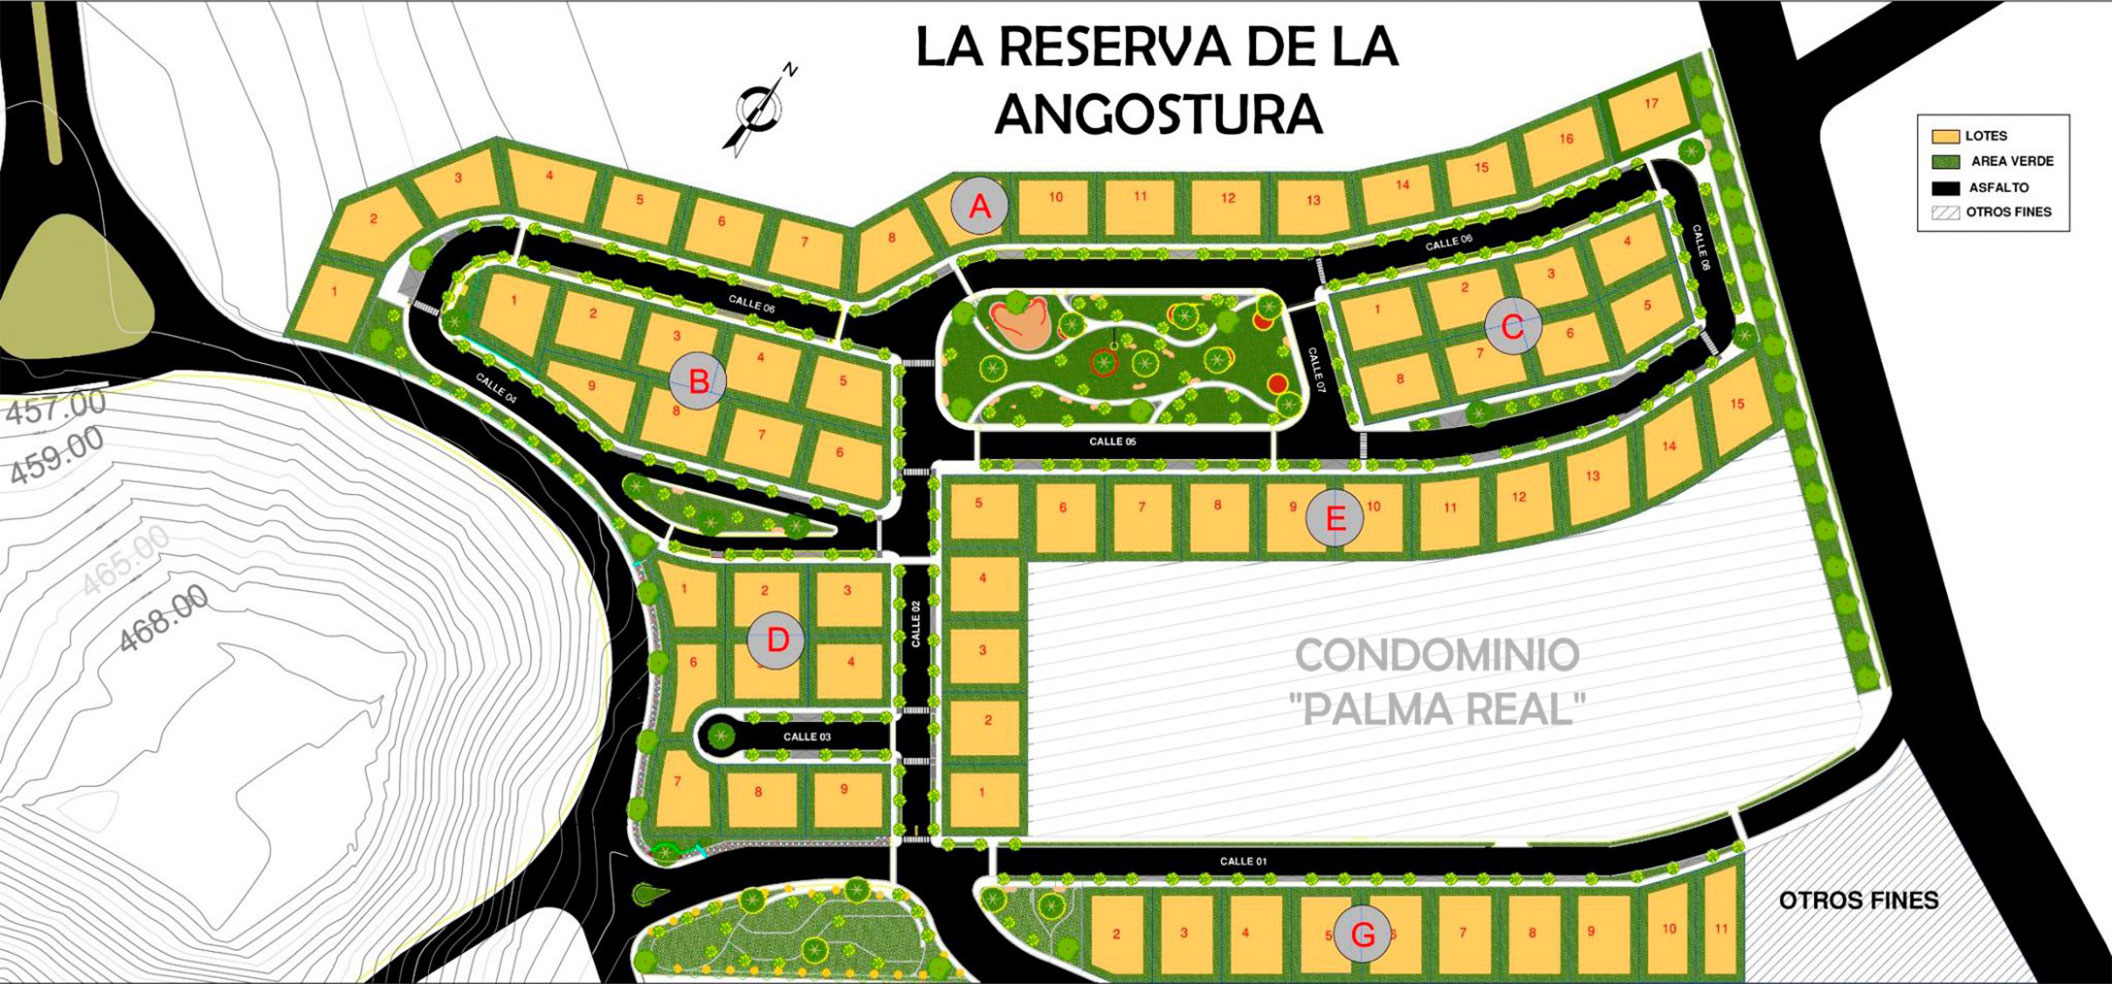 LA RESERVA DE LA
ANGOSTURA
N
LOTES
AREA VERDE
ASFALTO
OTROS FINES
A
1
2
3
4
5
6
7
8
10
11
12
13
14
15
16
17
CALLE 06
CALLE 06
CALLE 08
B
1
2
3
4
5
6
7
8
9
CALLE 04
C
1
2
3
4
5
6
7
8
CALLE 07
CALLE 05
457.00
459.00
465.00
468.00
E
5
6
7
8
9
10
11
12
13
14
15
4
3
2
1
D
1
2
3
6
4
7
8
9
CALLE 02
CALLE 03
CONDOMINIO
"PALMA REAL"
CALLE 01
G
2
3
4
5
6
7
8
9
10
11
OTROS FINES